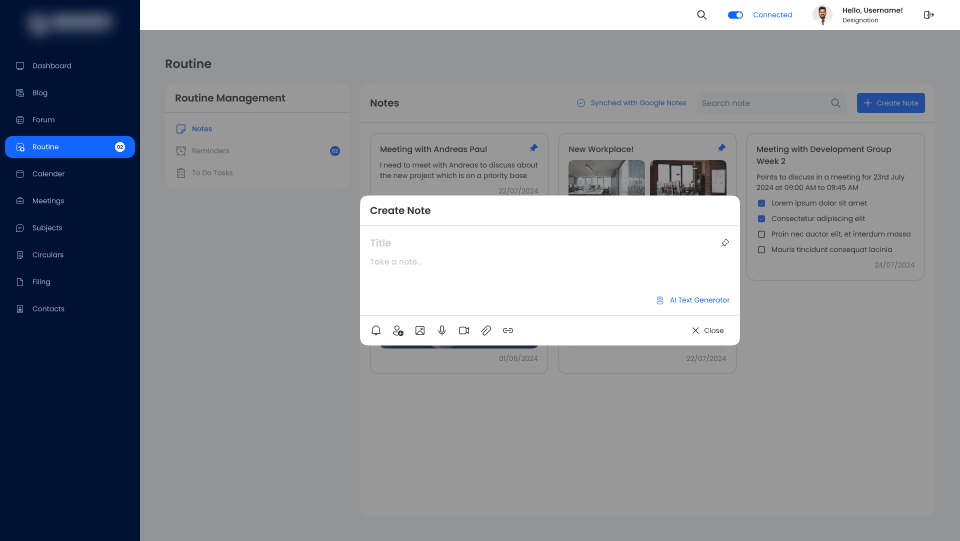 Connected
Hello, Username!
Designation
Dashboard
Blog
Forum
Routine
02
Calender
Meetings
Subjects
Circulars
Filing
Contacts
Routine
Routine Management
Notes
Reminders
02
To Do Tasks
Notes
Synched with Google Notes
Search note
Create Note
Meeting with Andreas Paul
I need to meet with Andreas to discuss about
the new project which is on a priority base
22/07/2024
New Workplace!
Meeting with Development Group
Week 2
Points to discuss in a meeting for 23rd July
2024 at 09:00 AM to 09:45 AM
Lorem ipsum dolor sit amet
Consectetur adipiscing elit
Proin nec auctor elit, et interdum massa
Mauris tincidunt consequat lacinia
24/07/2024
Create Note
Title
Take a note...
AI Text Generator
Close
01/08/2024
22/07/2024